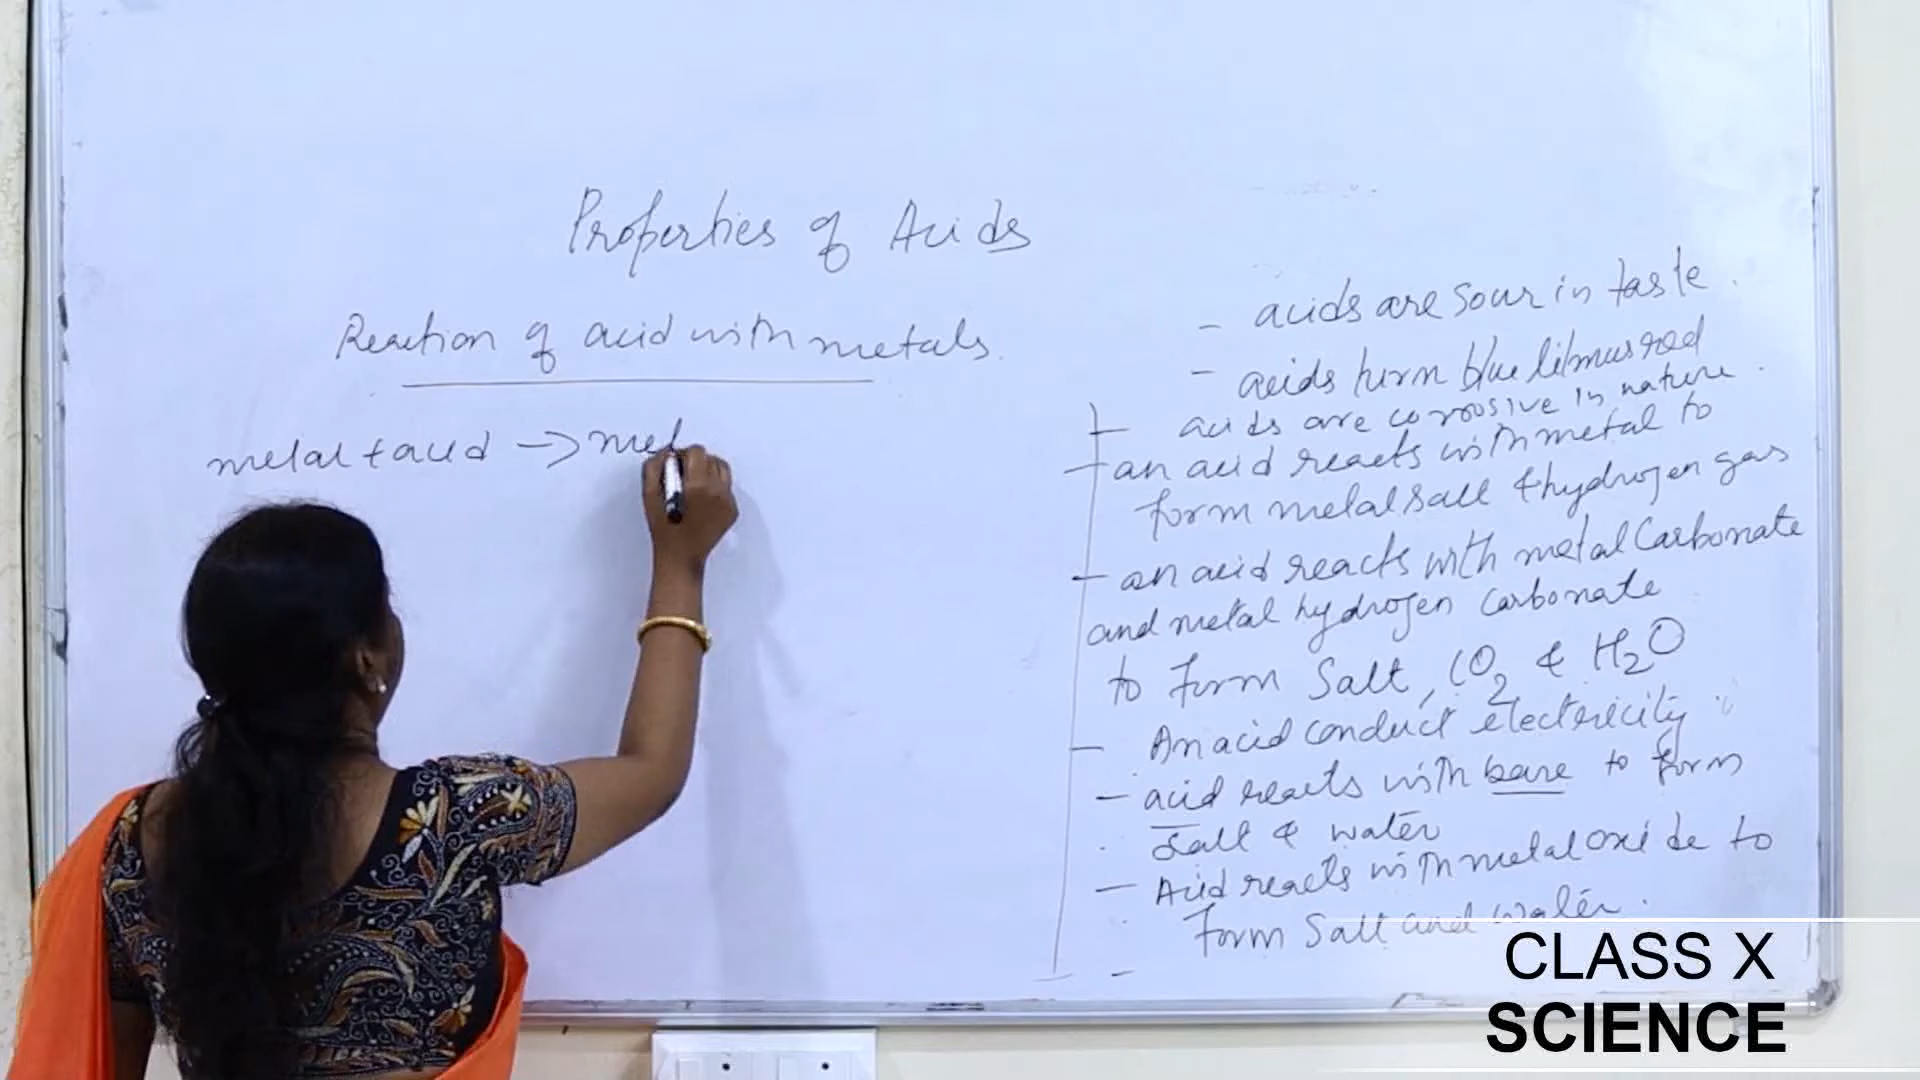 Properties of Acids
Reaction of acid with metals.
metal + acid -> met
- acids are sour in taste.
- acids turn blue litmus red
- acids are corrosive in nature.
- an acid reacts with metal to
form metal salt & hydrogen gas
- an acid reacts with metal Carbonate
and metal hydrogen carbonate
to form Salt, CO2 & H2O
- An acid conduct electricity
- acid reacts with base to form
Salt & water
- Acid reacts with metal oxide to
form Salt and water.
-
CLASS X
SCIENCE